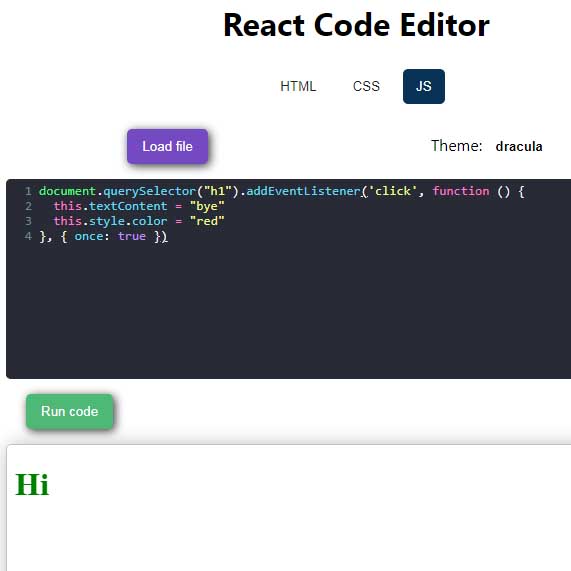 React Code Editor
HTML CSS JS
Load file Theme: dracula
1 document.querySelector("h1").addEventListener('click', function () {
2   this.textContent = "bye"
3   this.style.color = "red"
4 }, { once: true })
Run code
Hi